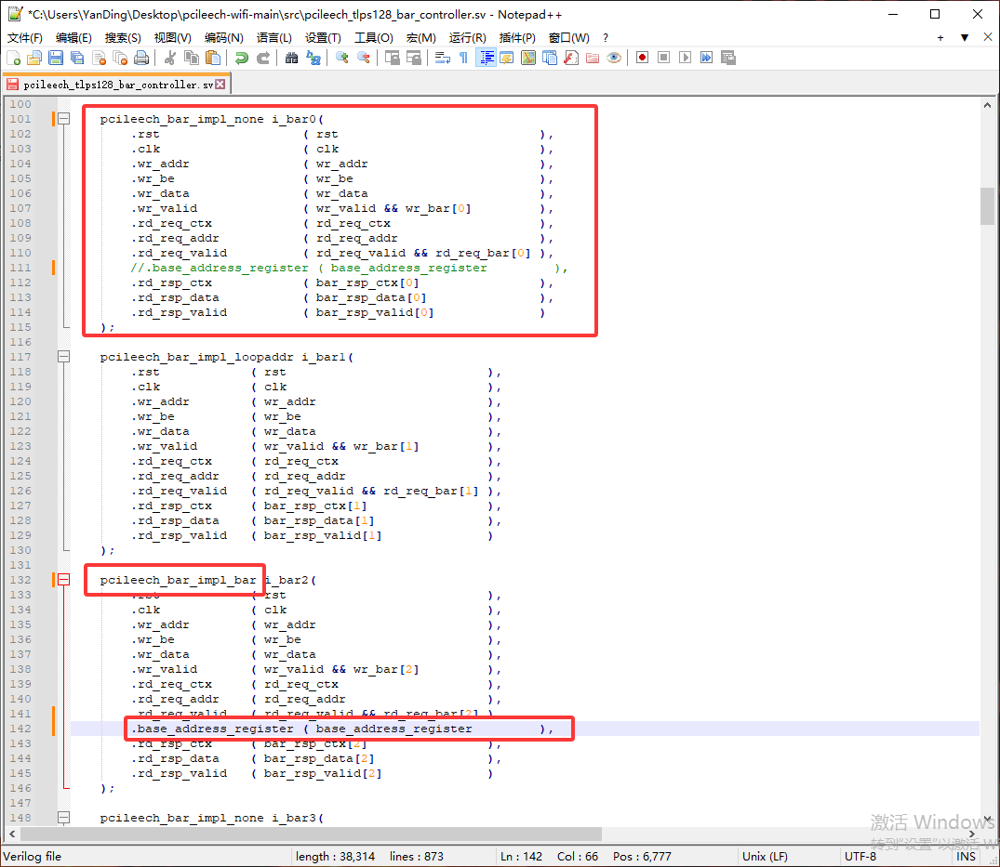 *C:\Users\YanDing\Desktop\pcileech-wifi-main\src\pcileech_tlps128_bar_controller.sv - Notepad++
文件(F) 编辑(E) 搜索(S) 视图(V) 编码(N) 语言(L) 设置(T) 工具(O) 宏(M) 运行(R) 插件(P) 窗口(W) ?
pcileech_tlps128_bar_controller.sv
100
101 pcileech_bar_impl_none i_bar0(
102 .rst ( rst ),
103 .clk ( clk ),
104 .wr_addr ( wr_addr ),
105 .wr_be ( wr_be ),
106 .wr_data ( wr_data ),
107 .wr_valid ( wr_valid && wr_bar[0] ),
108 .rd_req_ctx ( rd_req_ctx ),
109 .rd_req_addr ( rd_req_addr ),
110 .rd_req_valid ( rd_req_valid && rd_req_bar[0] ),
111 //.base_address_register ( base_address_register ),
112 .rd_rsp_ctx ( bar_rsp_ctx[0] ),
113 .rd_rsp_data ( bar_rsp_data[0] ),
114 .rd_rsp_valid ( bar_rsp_valid[0] )
115 );
116
117 pcileech_bar_impl_loopaddr i_bar1(
118 .rst ( rst ),
119 .clk ( clk ),
120 .wr_addr ( wr_addr ),
121 .wr_be ( wr_be ),
122 .wr_data ( wr_data ),
123 .wr_valid ( wr_valid && wr_bar[1] ),
124 .rd_req_ctx ( rd_req_ctx ),
125 .rd_req_addr ( rd_req_addr ),
126 .rd_req_valid ( rd_req_valid && rd_req_bar[1] ),
127 .rd_rsp_ctx ( bar_rsp_ctx[1] ),
128 .rd_rsp_data ( bar_rsp_data[1] ),
129 .rd_rsp_valid ( bar_rsp_valid[1] )
130 );
131
132 pcileech_bar_impl_bar i_bar2(
133 .rst ( rst ),
134 .clk ( clk ),
135 .wr_addr ( wr_addr ),
136 .wr_be ( wr_be ),
137 .wr_data ( wr_data ),
138 .wr_valid ( wr_valid && wr_bar[2] ),
139 .rd_req_ctx ( rd_req_ctx ),
140 .rd_req_addr ( rd_req_addr ),
141 .rd_req_valid ( rd_req_valid && rd_req_bar[2] ),
142 .base_address_register ( base_address_register ),
143 .rd_rsp_ctx ( bar_rsp_ctx[2] ),
144 .rd_rsp_data ( bar_rsp_data[2] ),
145 .rd_rsp_valid ( bar_rsp_valid[2] )
146 );
147
148 pcileech_bar_impl_none i_bar3(
激活 Windows
转到"设置"以激活 W
Verilog file length : 38,314 lines : 873 Ln : 142 Col : 66 Pos : 6,777 Unix (LF) UTF-8 INS